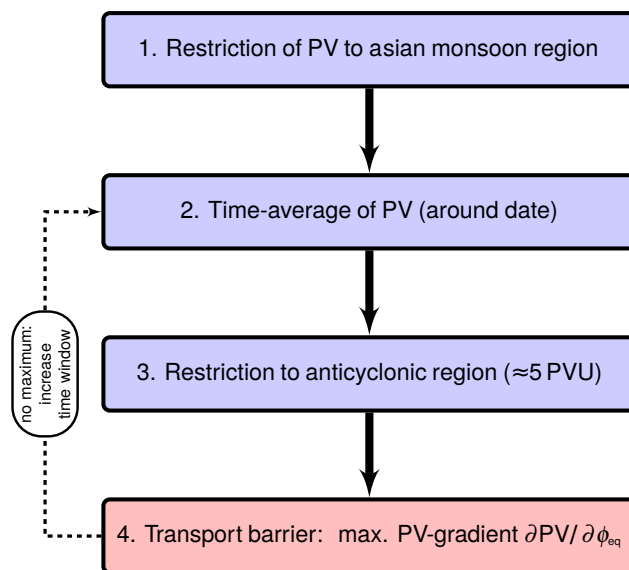 1. Restriction of PV to asian monsoon region
2. Time-average of PV (around date)
no maximum:
increase
time window
3. Restriction to anticyclonic region (≈5 PVU)
4. Transport barrier: max. PV-gradient ∂PV/∂ϕeq